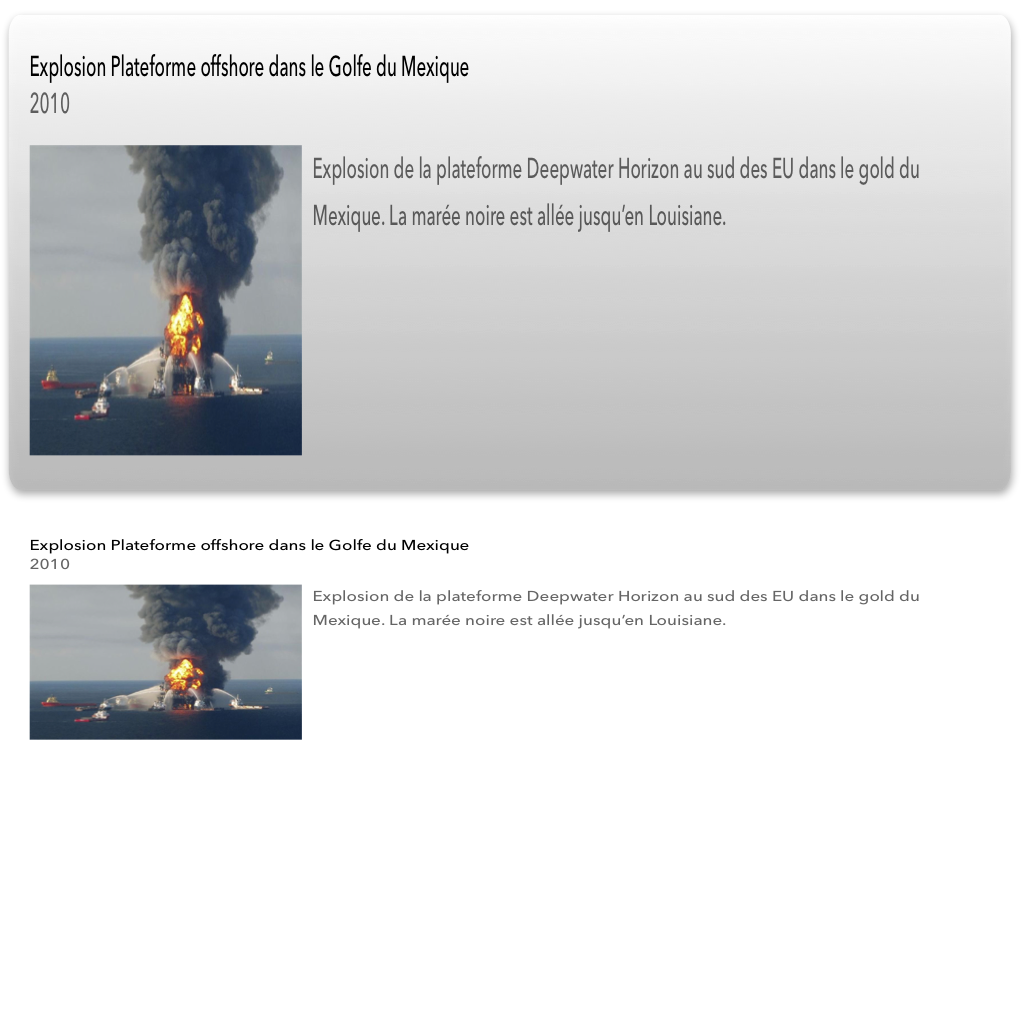 Explosion Plateforme offshore dans le Golfe du Mexique
2010
Explosion de la plateforme Deepwater Horizon au sud des EU dans le gold du
Mexique. La marée noire est allée jusqu’en Louisiane.
Explosion Plateforme offshore dans le Golfe du Mexique
2010
Explosion de la plateforme Deepwater Horizon au sud des EU dans le gold du
Mexique. La marée noire est allée jusqu’en Louisiane.